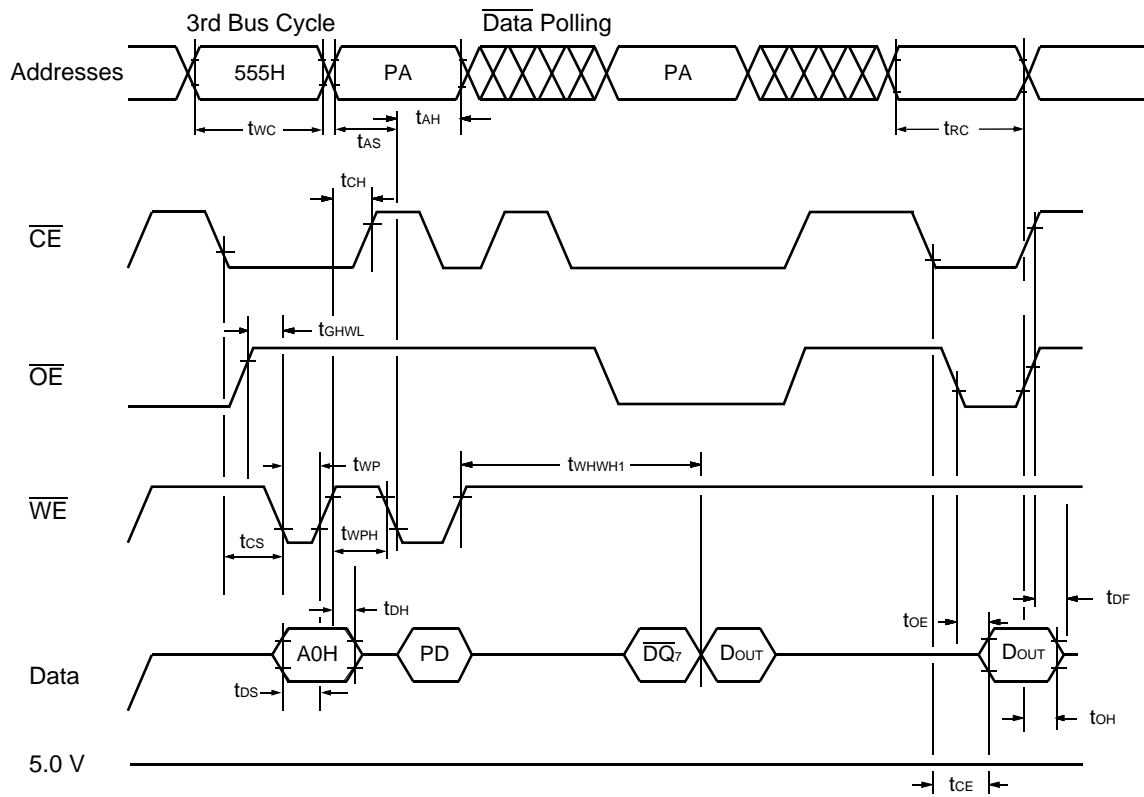 3rd Bus Cycle
Data Polling
Addresses
555H
PA
PA
tWC
tAS
tAH
tRC
tCH
CE
tGHWL
OE
tWP
tWHWH1
WE
tCS
tWPH
tDH
tOE
tDF
Data
A0H
PD
DQ7
DOUT
DOUT
tDS
tOH
5.0 V
tCE